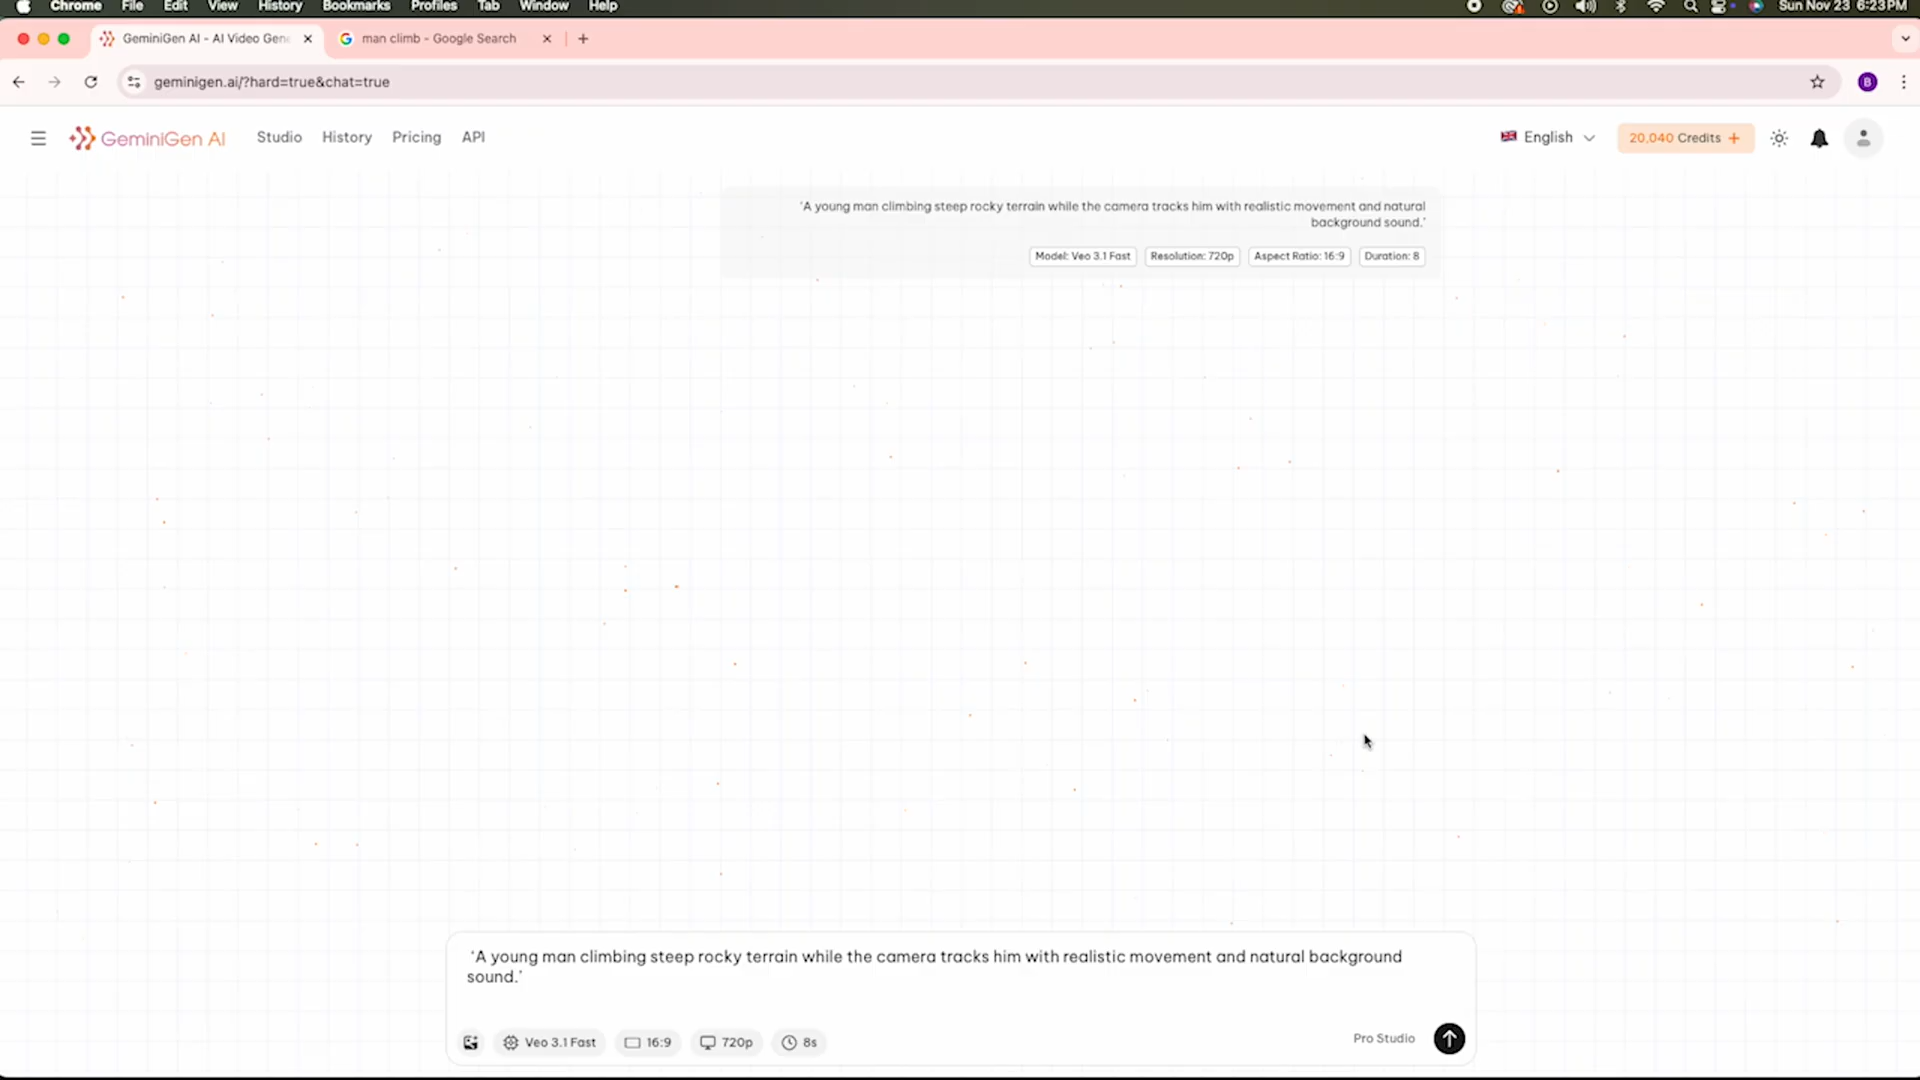 Chrome File Edit View History Bookmarks Profiles Tab Window Help Sun Nov 23 6:23PM
GeminiGen AI - AI Video Gene man climb - Google Search
geminigen.ai/?hard=true&chat=true B
GeminiGen AI Studio History Pricing API English 20,040 Credits +
'A young man climbing steep rocky terrain while the camera tracks him with realistic movement and natural
background sound.'
Model: Veo 3.1 Fast Resolution: 720p Aspect Ratio: 16:9 Duration: 8
'A young man climbing steep rocky terrain while the camera tracks him with realistic movement and natural background
sound.'
Veo 3.1 Fast 16:9 720p 8s Pro Studio